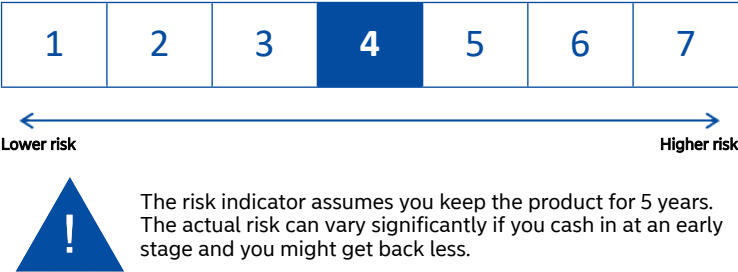 1 2 3 4 5 6 7
Lower risk Higher risk
!
The risk indicator assumes you keep the product for 5 years.
The actual risk can vary significantly if you cash in at an early
stage and you might get back less.